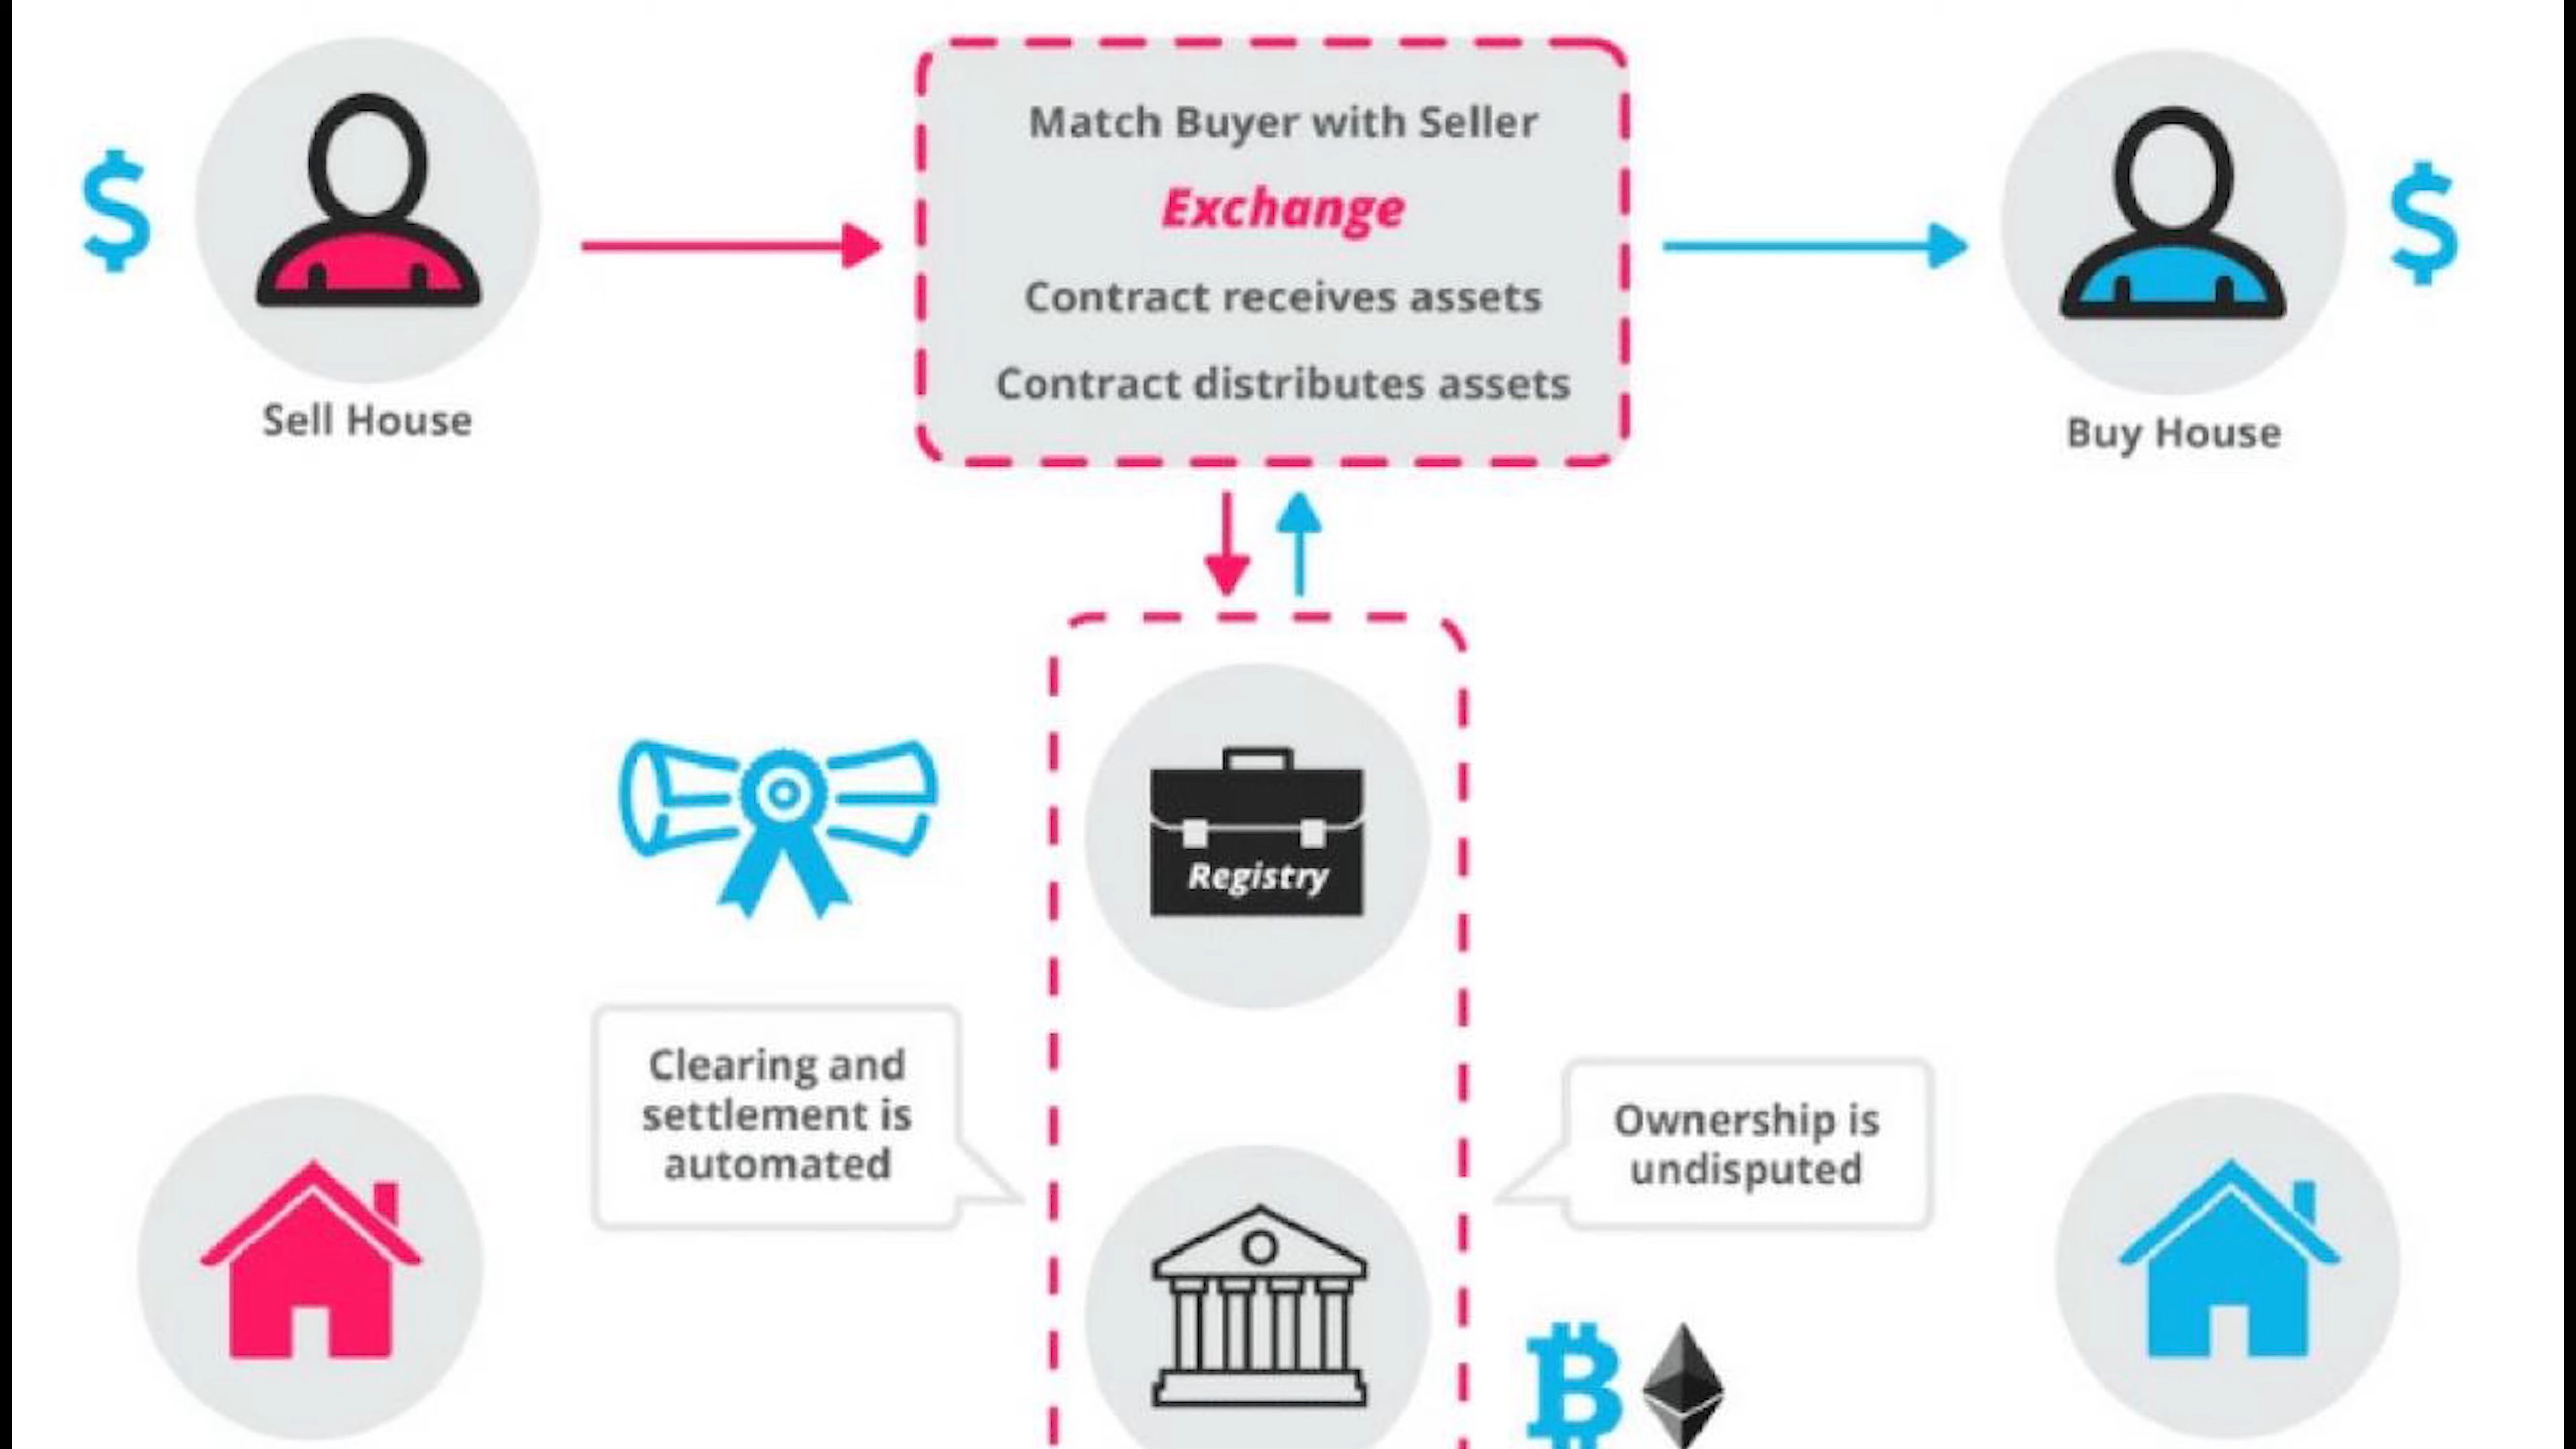 $
$
Match Buyer with Seller
Exchange
Contract receives assets
Contract distributes assets
Sell House
Buy House
Registry
Clearing and
settlement is
automated
Ownership is
undisputed